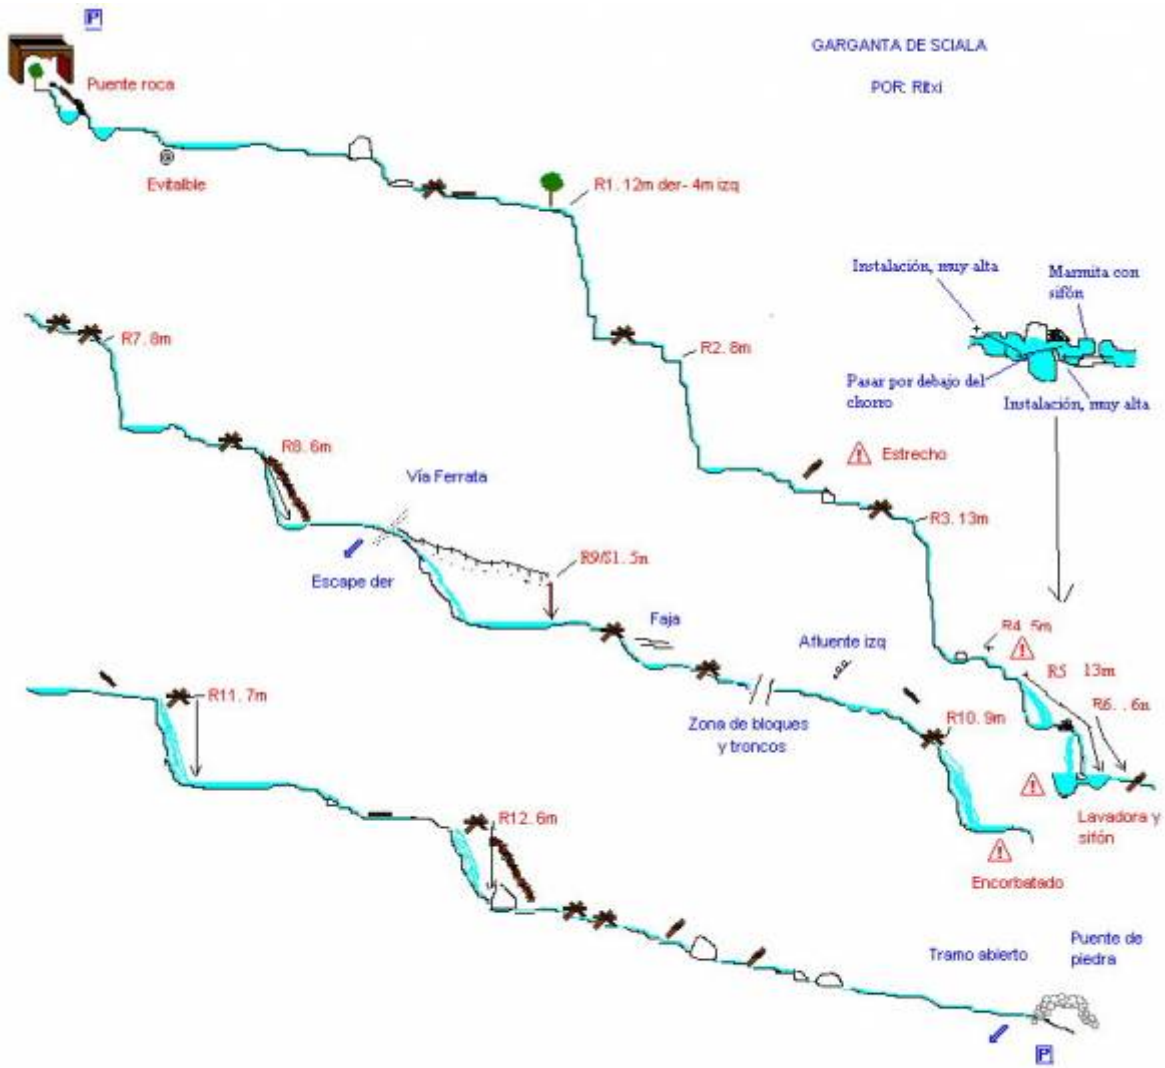 P
GARGANTA DE SCIALA
POR: Ritxi
Puente roca
Evitalble
R1. 12m der- 4m izq
Instalación, muy alta
Marmita con
sifón
R7. 8m
R2. 8m
Pasar por debajo del
chorro
Instalación, muy alta
R8. 6m
Estrecho
Vía Ferrata
R3. 13m
R9/S1. 5m
Escape der
Faja
Afluente izq
R4. 5m
R5 13m
R6. . 6m
R11. 7m
R10. 9m
Zona de bloques
y troncos
Lavadora y
sifón
R12. 6m
Encorbatado
Tramo abierto
Puente de
piedra
P